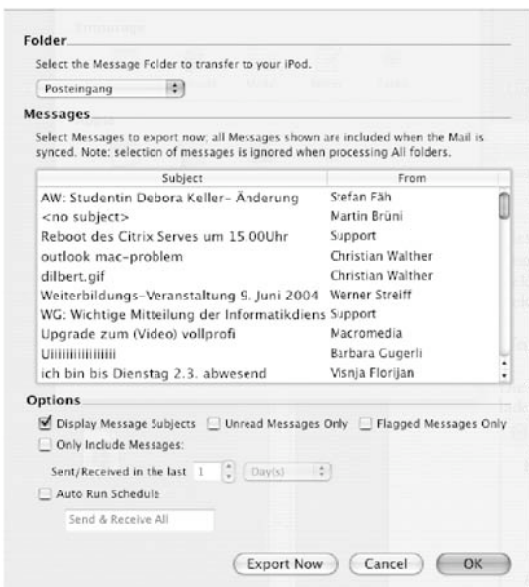 Folder
Select the Message Folder to transfer to your iPod.
Posteingang
Messages
Select Messages to export now; all Messages shown are included when the Mail is
synced. Note: selection of messages is ignored when processing All folders.
Subject From
AW: Studentin Debora Keller– Änderung Stefan Fäh
<no subject> Martin Brüni
Reboot des Citrix Serves um 15.00Uhr Support
outlook mac-problem Christian Walther
dilbert.gif Christian Walther
Weiterbildungs-Veranstaltung 9. Juni 2004 Werner Streiff
WG: Wichtige Mitteilung der Informatikdiens Support
Upgrade zum (Video) vollprofi Macromedia
Barbara Gugerli
ich bin bis Dienstag 2.3. abwesend Visnja Florijan
Options
Display Message Subjects Unread Messages Only Flagged Messages Only
Only Include Messages:
Sent/Received in the last 1 Day(s)
Auto Run Schedule
Send & Receive All
Export Now Cancel OK